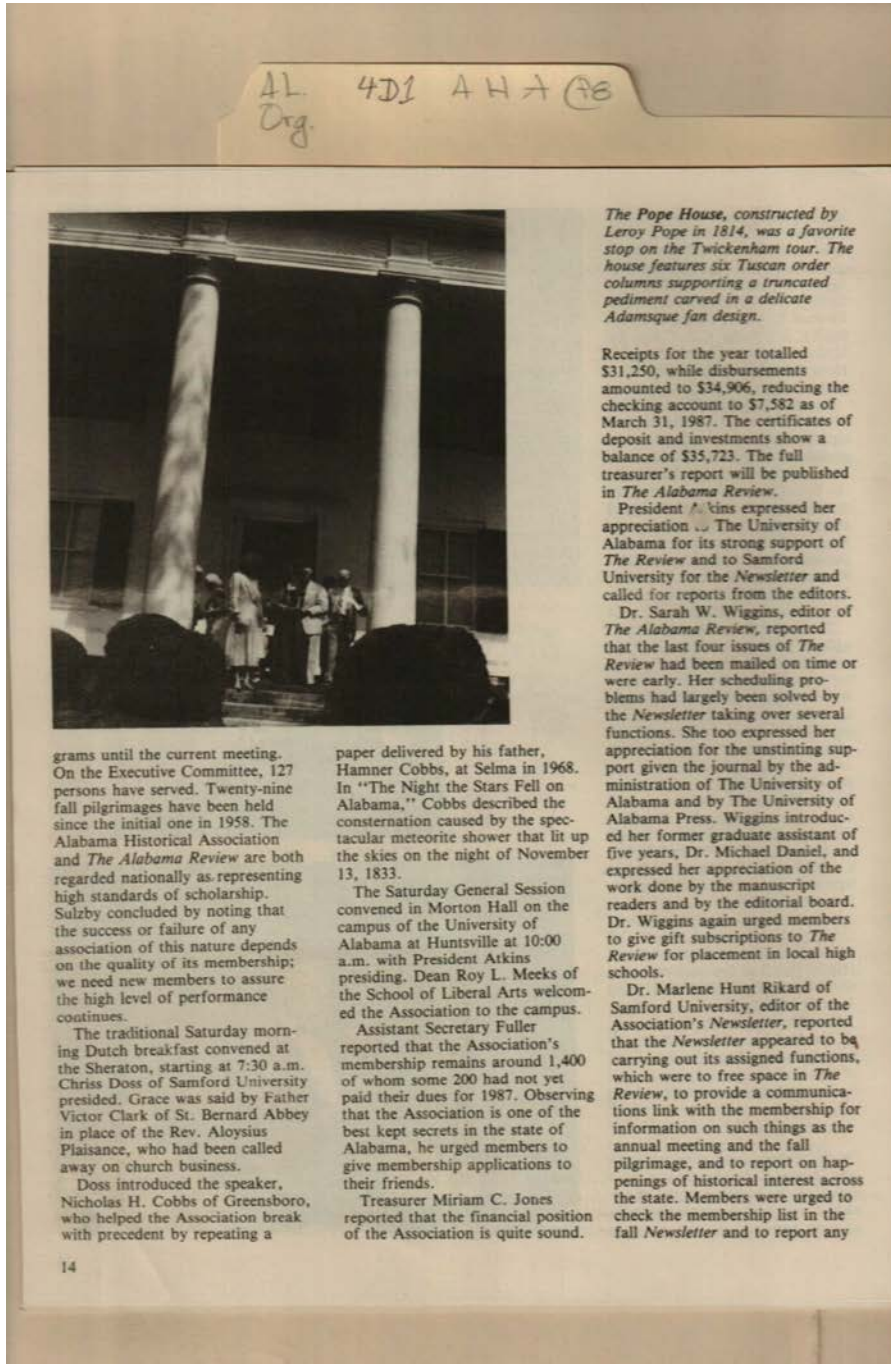 AL. 4D1 A H A
Org.
The Pope House, constructed by
Leroy Pope in 1814, was a favorite
stop on the Twickenham tour. The
house features six Tuscan order
columns supporting a truncated
pediment carved in a delicate
Adamsque fan design.
grams until the current meeting.
On the Executive Committee, 127
persons have served. Twenty-nine
fall pilgrimages have been held
since the initial one in 1958. The
Alabama Historical Association
and The Alabama Review are both
regarded nationally as representing
high standards of scholarship.
Sulzby concluded by noting that
the success or failure of any
association of this nature depends
on the quality of its membership;
we need new members to assure
the high level of performance
continues.
The traditional Saturday morn-
ing Dutch breakfast convened at
the Sheraton, starting at 7:30 a.m.
Chriss Doss of Samford University
presided. Grace was said by Father
Victor Clark of St. Bernard Abbey
in place of the Rev. Aloysius
Plaisance, who had been called
away on church business.
Doss introduced the speaker,
Nicholas H. Cobbs of Greensboro,
who helped the Association break
with precedent by repeating a
paper delivered by his father,
Hamner Cobbs, at Selma in 1968.
In "The Night the Stars Fell on
Alabama," Cobbs described the
consternation caused by the spec-
tacular meteorite shower that lit up
the skies on the night of November
13, 1833.
The Saturday General Session
convened in Morton Hall on the
campus of the University of
Alabama at Huntsville at 10:00
a.m. with President Atkins
presiding. Dean Roy L. Meeks of
the School of Liberal Arts welcom-
ed the Association to the campus.
Assistant Secretary Fuller
reported that the Association's
membership remains around 1,400
of whom some 200 had not yet
paid their dues for 1987. Observing
that the Association is one of the
best kept secrets in the state of
Alabama, he urged members to
give membership applications to
their friends.
Treasurer Miriam C. Jones
reported that the financial position
of the Association is quite sound.
Receipts for the year totalled
$31,250, while disbursements
amounted to $34,906, reducing the
checking account to $7,582 as of
March 31, 1987. The certificates of
deposit and investments show a
balance of $35,723. The full
treasurer's report will be published
in The Alabama Review.
President expressed her
appreciation The University of
Alabama for its strong support of
The Review and to Samford
University for the Newsletter and
called for reports from the editors.
Dr. Sarah W. Wiggins, editor of
The Alabama Review, reported
that the last four issues of The
Review had been mailed on time or
were early. Her scheduling pro-
blems had largely been solved by
the Newsletter taking over several
functions. She too expressed her
appreciation for the unstinting sup-
port given the journal by the ad-
ministration of The University of
Alabama and by The University of
Alabama Press. Wiggins introduc-
ed her former graduate assistant of
five years, Dr. Michael Daniel, and
expressed her appreciation of the
work done by the manuscript
readers and by the editorial board.
Dr. Wiggins again urged members
to give gift subscriptions to The
Review for placement in local high
schools.
Dr. Marlene Hunt Rikard of
Samford University, editor of the
Association's Newsletter, reported
that the Newsletter appeared to be
carrying out its assigned functions,
which were to free space in The
Review, to provide a communica-
tions link with the membership for
information on such things as the
annual meeting and the fall
pilgrimage, and to report on hap-
penings of historical interest across
the state. Members were urged to
check the membership list in the
fall Newsletter and to report any
14